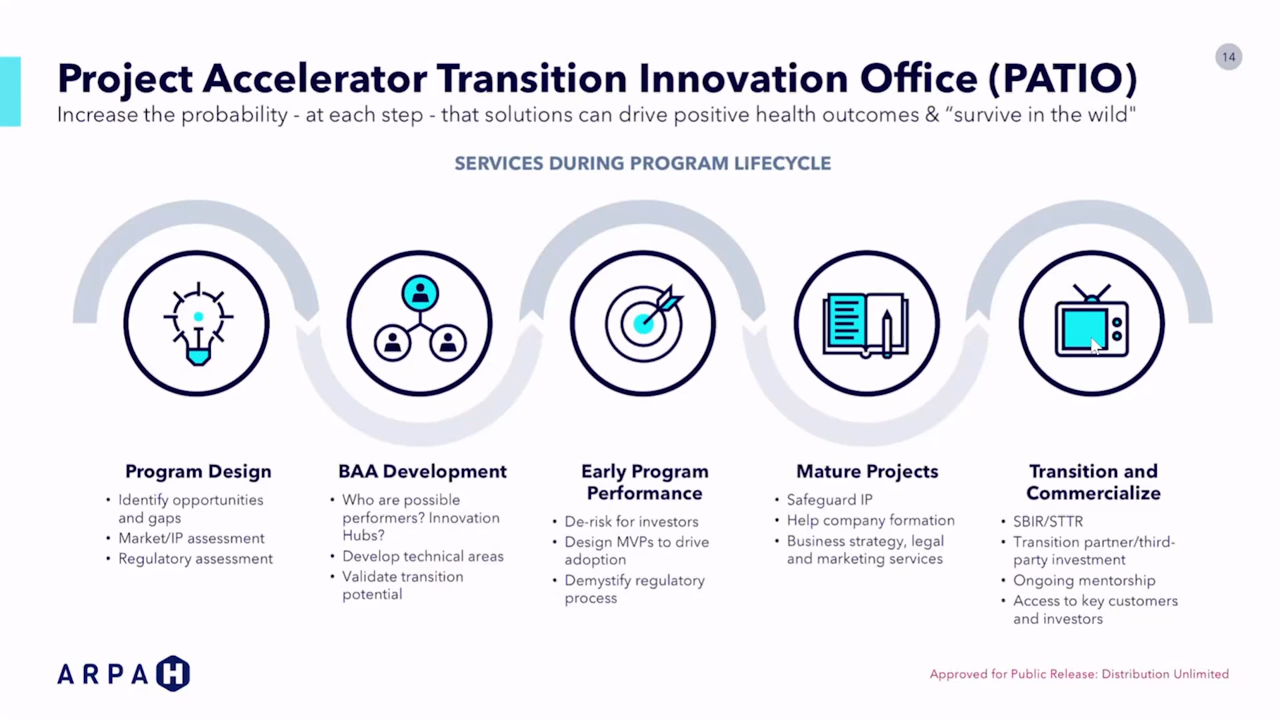 14
Project Accelerator Transition Innovation Office (PATIO)
Increase the probability - at each step - that solutions can drive positive health outcomes & “survive in the wild"
SERVICES DURING PROGRAM LIFECYCLE
Program Design
• Identify opportunities
and gaps
• Market/IP assessment
• Regulatory assessment
BAA Development
• Who are possible
performers? Innovation
Hubs?
• Develop technical areas
• Validate transition
potential
Early Program
Performance
• De-risk for investors
• Design MVPs to drive
adoption
• Demystify regulatory
process
Mature Projects
• Safeguard IP
• Help company formation
• Business strategy, legal
and marketing services
Transition and
Commercialize
• SBIR/STTR
• Transition partner/third-
party investment
• Ongoing mentorship
• Access to key customers
and investors
ARPA H
Approved for Public Release: Distribution Unlimited